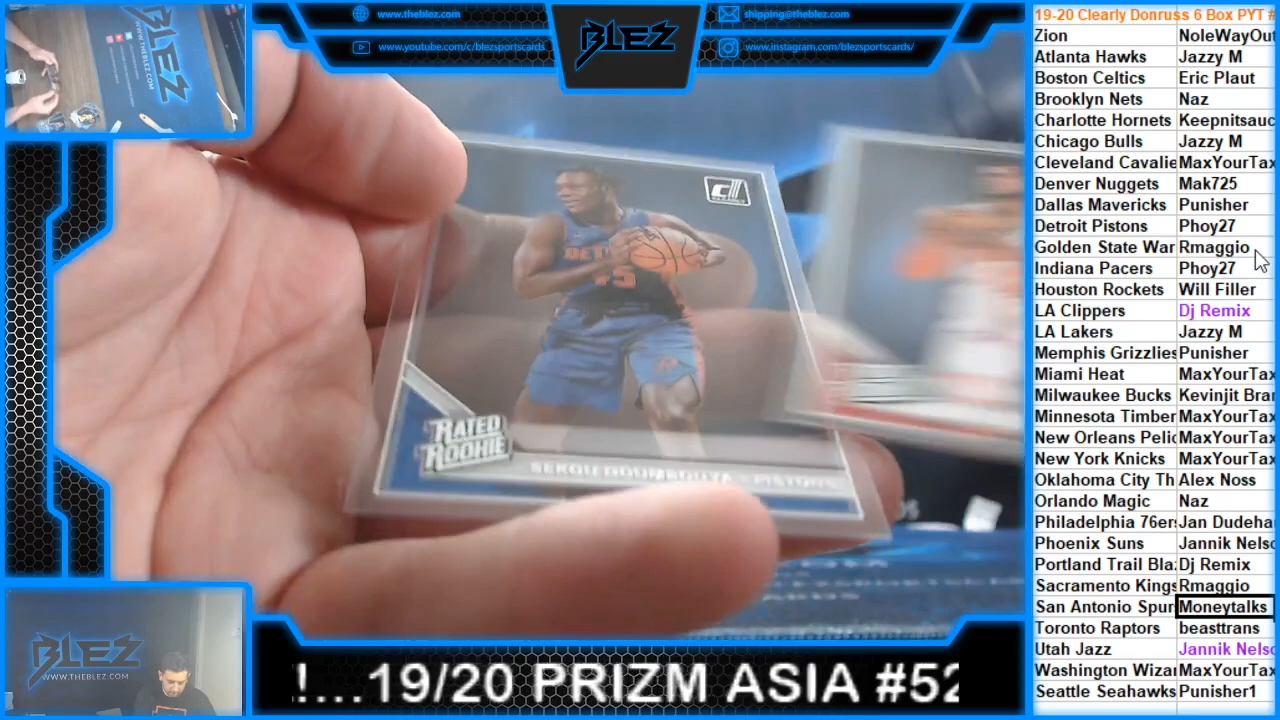 www.theblez.com
www.youtube.com/c/blezsportscards
BLEZ
shipping@theblez.com
www.instagram.com/blezsportscards/
BLEZ
WWW.THEBLEZ.COM
RATED
ROOKIE
SEKOU DOUMBOUYA - PISTONS
BLEZ
WWW.THEBLEZ.COM
!...19/20 PRIZM ASIA #52
19-20 Clearly Donruss 6 Box PYT #
Zion NoleWayOut
Atlanta Hawks Jazzy M
Boston Celtics Eric Plaut
Brooklyn Nets Naz
Charlotte Hornets Keepnitsauc
Chicago Bulls Jazzy M
Cleveland Cavalie MaxYourTax
Denver Nuggets Mak725
Dallas Mavericks Punisher
Detroit Pistons Phoy27
Golden State War Rmaggio
Indiana Pacers Phoy27
Houston Rockets Will Filler
LA Clippers Dj Remix
LA Lakers Jazzy M
Memphis Grizzlies Punisher
Miami Heat MaxYourTax
Milwaukee Bucks Kevinjit Bra
Minnesota Timber MaxYourTax
New Orleans Pelic MaxYourTax
New York Knicks MaxYourTax
Oklahoma City Th Alex Noss
Orlando Magic Naz
Philadelphia 76ers Jan Dudeha
Phoenix Suns Jannik Nelso
Portland Trail Bla Dj Remix
Sacramento Kings Rmaggio
San Antonio Spur Moneytalks
Toronto Raptors beasttrans
Utah Jazz Jannik Nelso
Washington Wizar MaxYourTax
Seattle Seahawks Punisher1